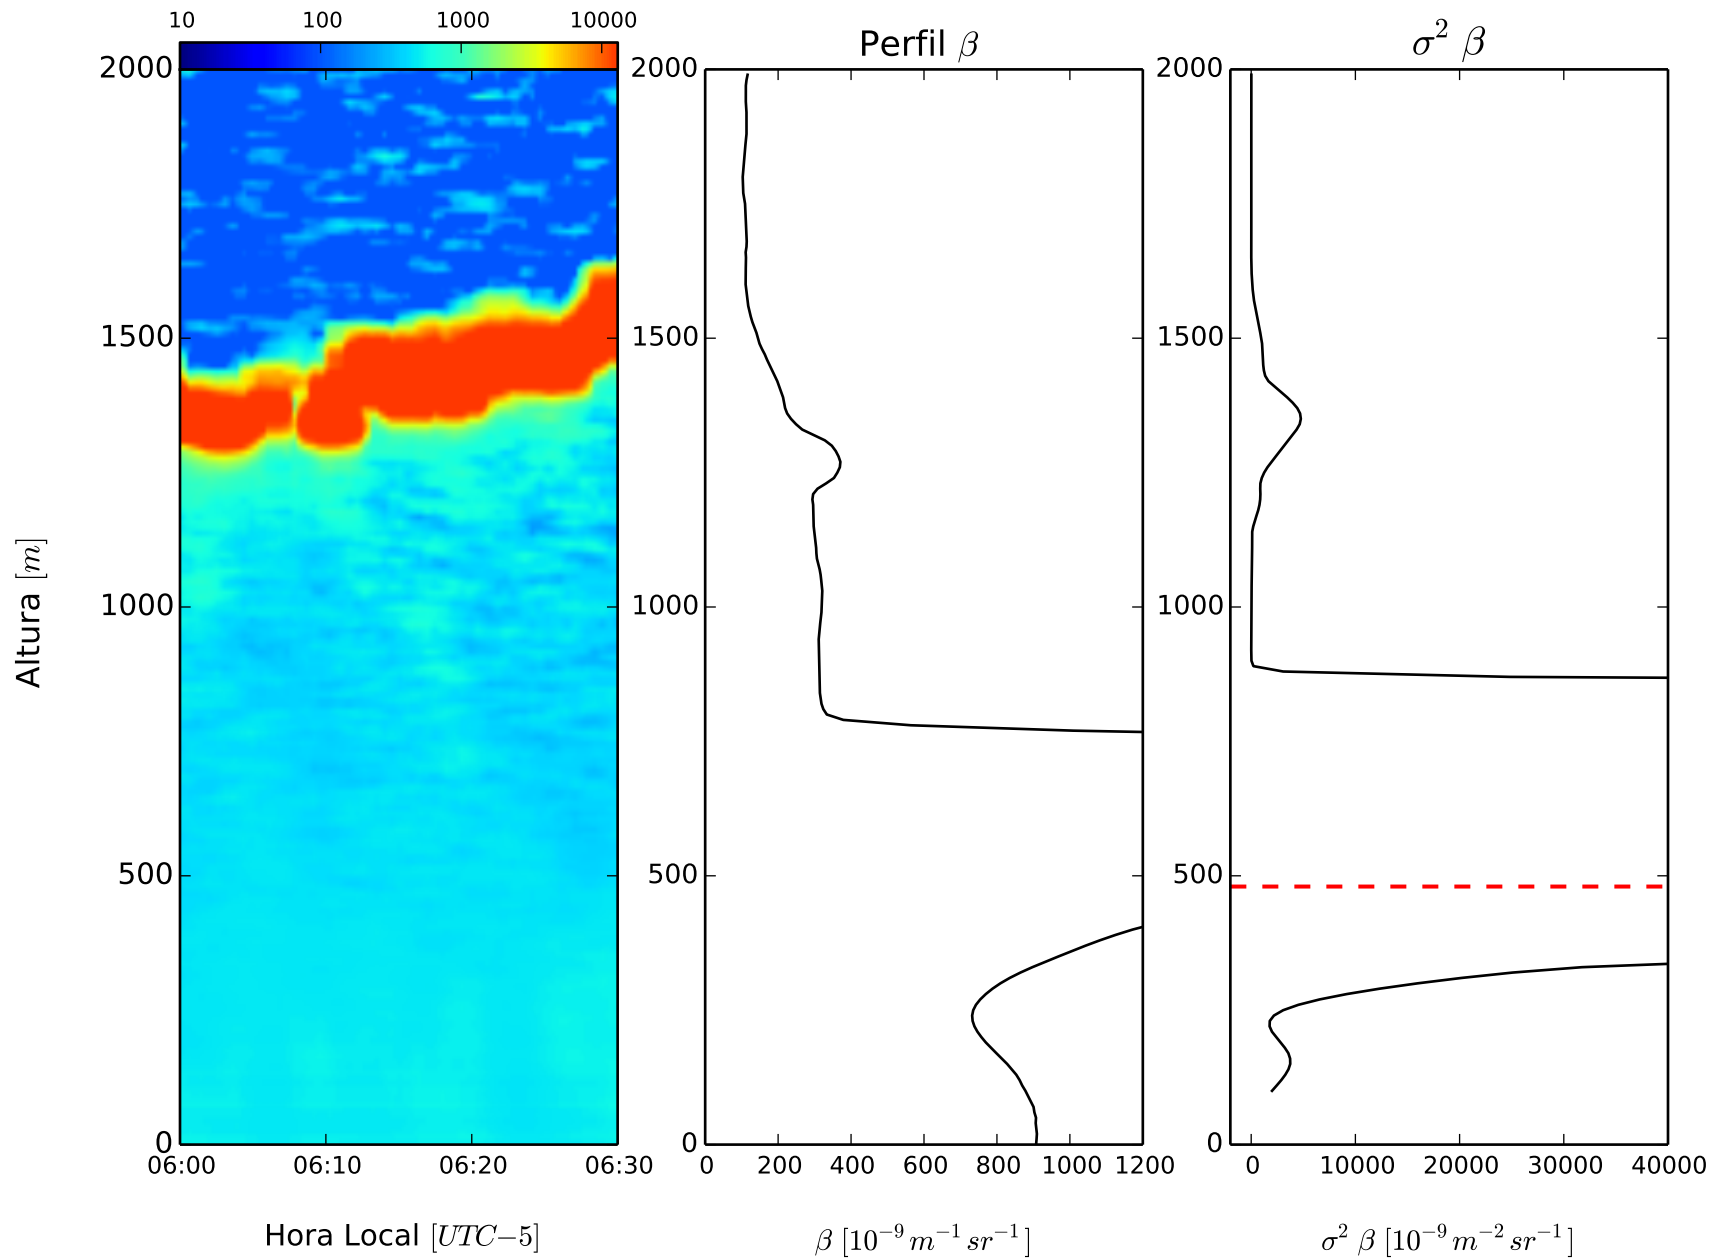 10 100 1000 10000
Perfil β
σ² β
2000
1500
1000
500
0
2000
1500
1000
500
0
2000
1500
1000
500
0
Altura [m]
06:00 06:10 06:20 06:30
0 200 400 600 800 1000 1200
0 10000 20000 30000 40000
Hora Local [UTC−5]
β [10⁻⁹ m⁻¹ sr⁻¹]
σ² β [10⁻⁹ m⁻² sr⁻¹]